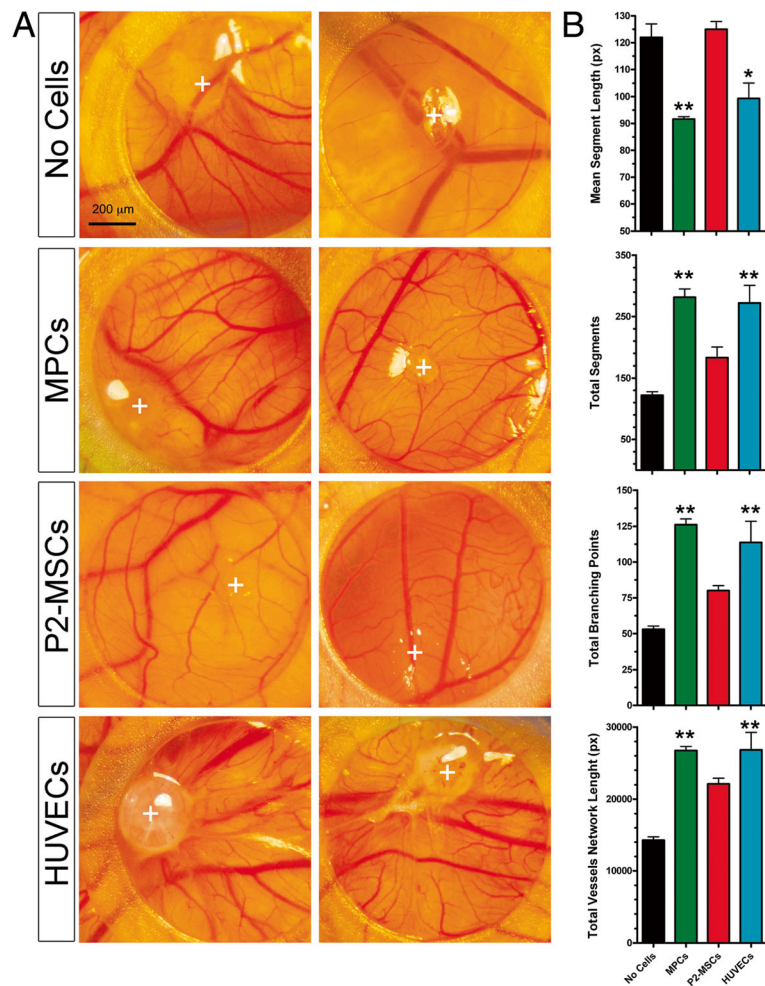 A
No Cells
200 μm
MPCs
P2-MSCs
HUVECs
B
Mean Segment Length (px)
130
120
110
100
90
80
70
60
50
**
*
Total Segments
350
250
150
50
**
**
Total Branching Points
150
125
100
75
50
25
0
**
**
Total Vessels Network Lenght (px)
30000
20000
10000
0
**
**
No Cells
MPCs
P2-MSCs
HUVECs